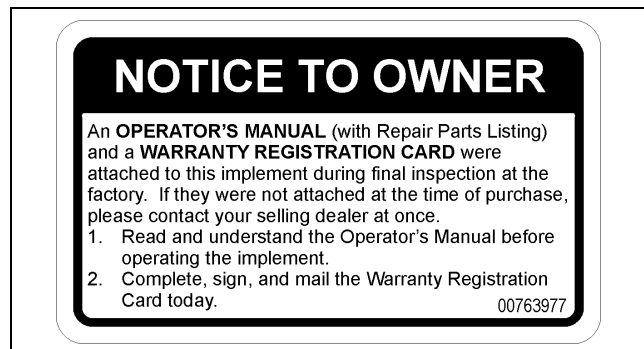 NOTICE TO OWNER
An OPERATOR'S MANUAL (with Repair Parts Listing)
and a WARRANTY REGISTRATION CARD were
attached to this implement during final inspection at the
factory.  If they were not attached at the time of purchase,
please contact your selling dealer at once.
1.   Read and understand the Operator's Manual before
operating the implement.
2.   Complete, sign, and mail the Warranty Registration
Card today.
00763977